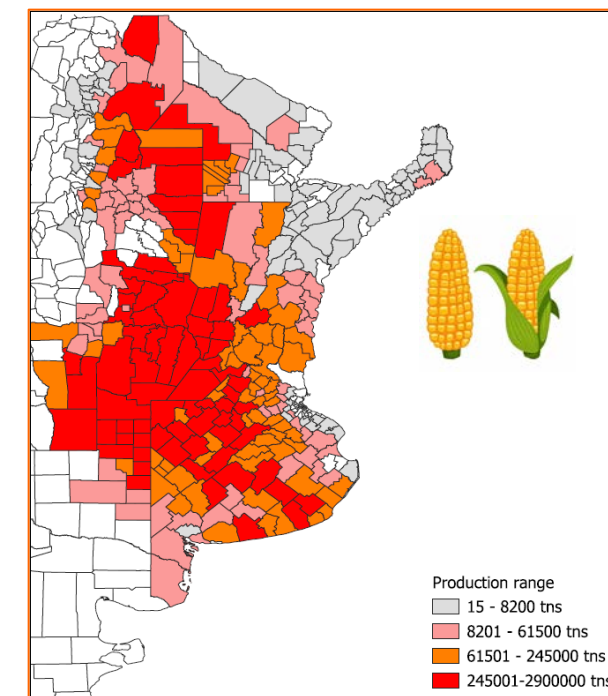 Production range
15 - 8200 tns
8201 - 61500 tns
61501 - 245000 tns
245001-2900000 tns